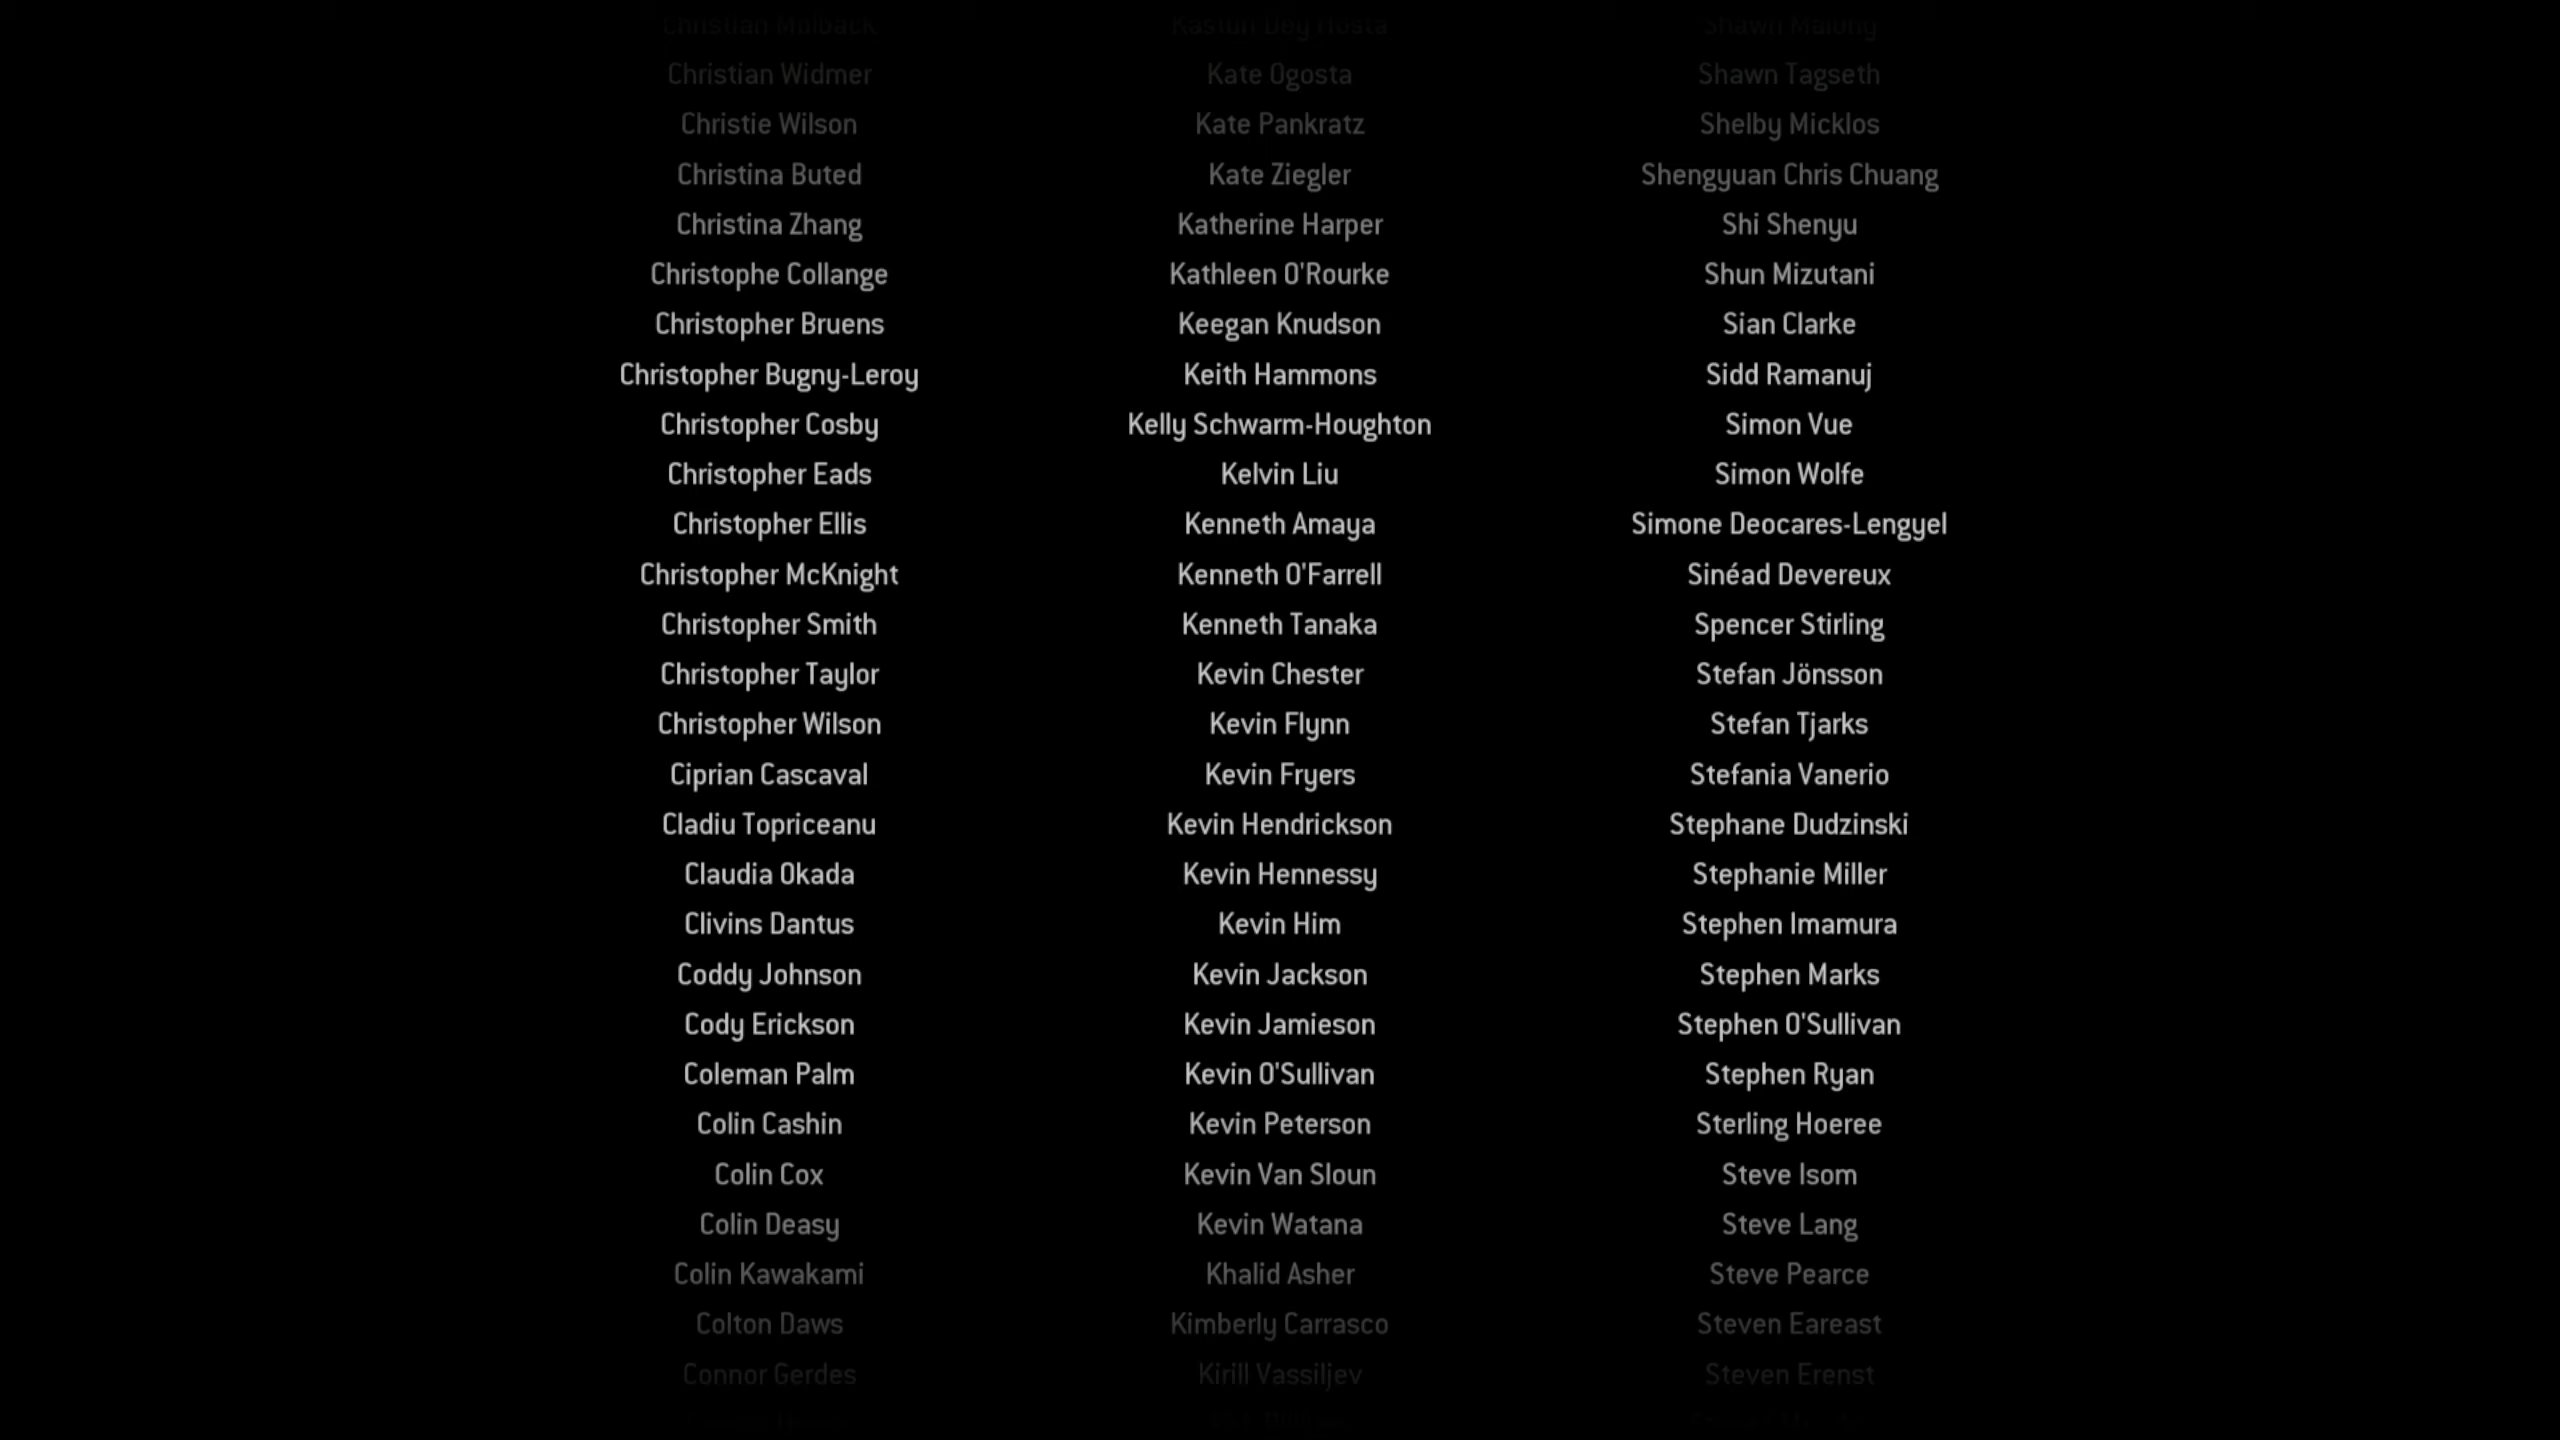 Christian Widmer
Christie Wilson
Christina Buted
Christina Zhang
Christophe Collange
Christopher Bruens
Christopher Bugny-Leroy
Christopher Cosby
Christopher Eads
Christopher Ellis
Christopher McKnight
Christopher Smith
Christopher Taylor
Christopher Wilson
Ciprian Cascaval
Cladiu Topriceanu
Claudia Okada
Clivins Dantus
Coddy Johnson
Cody Erickson
Coleman Palm
Colin Cashin
Colin Cox
Colin Deasy
Colin Kawakami
Colton Daws
Connor Gerdes
Kate Ogosta
Kate Pankratz
Kate Ziegler
Katherine Harper
Kathleen O'Rourke
Keegan Knudson
Keith Hammons
Kelly Schwarm-Houghton
Kelvin Liu
Kenneth Amaya
Kenneth O'Farrell
Kenneth Tanaka
Kevin Chester
Kevin Flynn
Kevin Fryers
Kevin Hendrickson
Kevin Hennessy
Kevin Him
Kevin Jackson
Kevin Jamieson
Kevin O'Sullivan
Kevin Peterson
Kevin Van Sloun
Kevin Watana
Khalid Asher
Kimberly Carrasco
Kirill Vassiljev
Shawn
Shawn Tagseth
Shelby Micklos
Shengyuan Chris Chuang
Shi Shenyu
Shun Mizutani
Sian Clarke
Sidd Ramanuj
Simon Vue
Simon Wolfe
Simone Deocares-Lengyel
Sinéad Devereux
Spencer Stirling
Stefan Jönsson
Stefan Tjarks
Stefania Vanerio
Stephane Dudzinski
Stephanie Miller
Stephen Imamura
Stephen Marks
Stephen O'Sullivan
Stephen Ryan
Sterling Hoeree
Steve Isom
Steve Lang
Steve Pearce
Steven Eareast
Steven Erenst